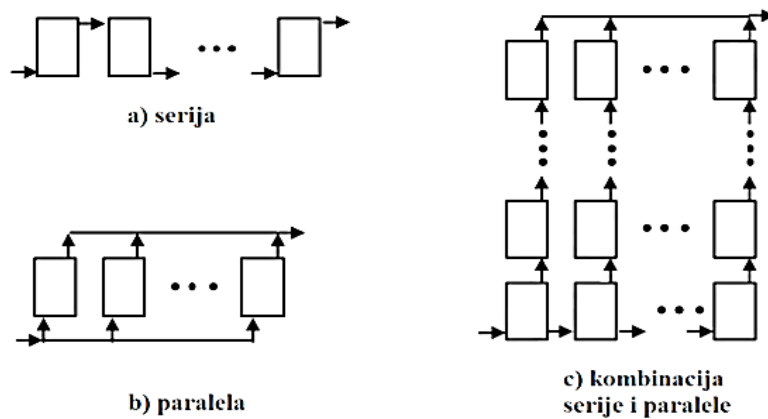 a) serija
b) paralela
c) kombinacija
serije i paralele